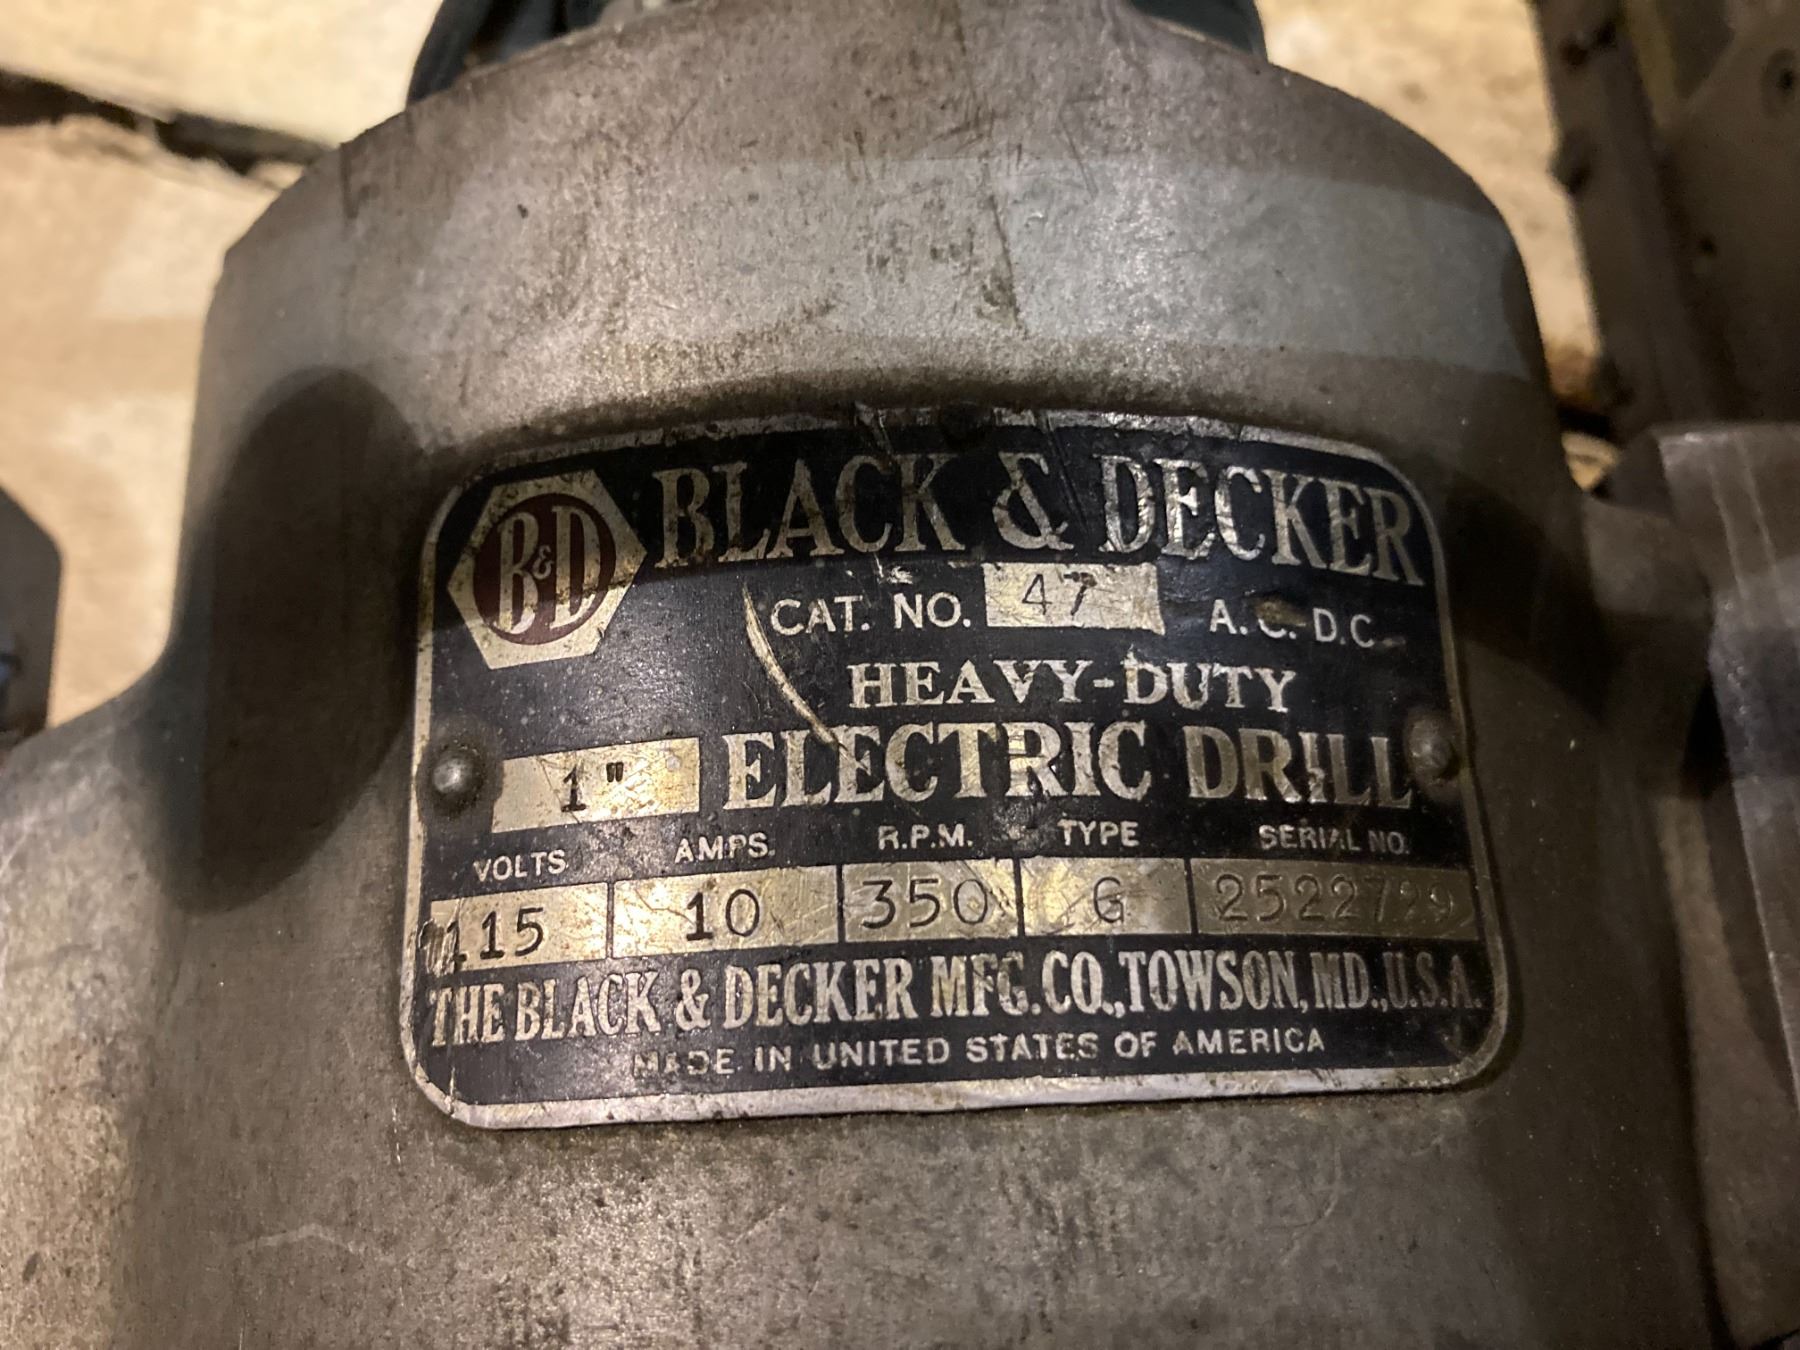 B&D
BLACK & DECKER
CAT. NO. 47 A.C. D.C.
HEAVY-DUTY
1" ELECTRIC DRILL
VOLTS AMPS. R.P.M. TYPE SERIAL NO.
115 10 350 G
THE BLACK & DECKER MFG. CO., TOWSON, MD., U.S.A.
MADE IN UNITED STATES OF AMERICA